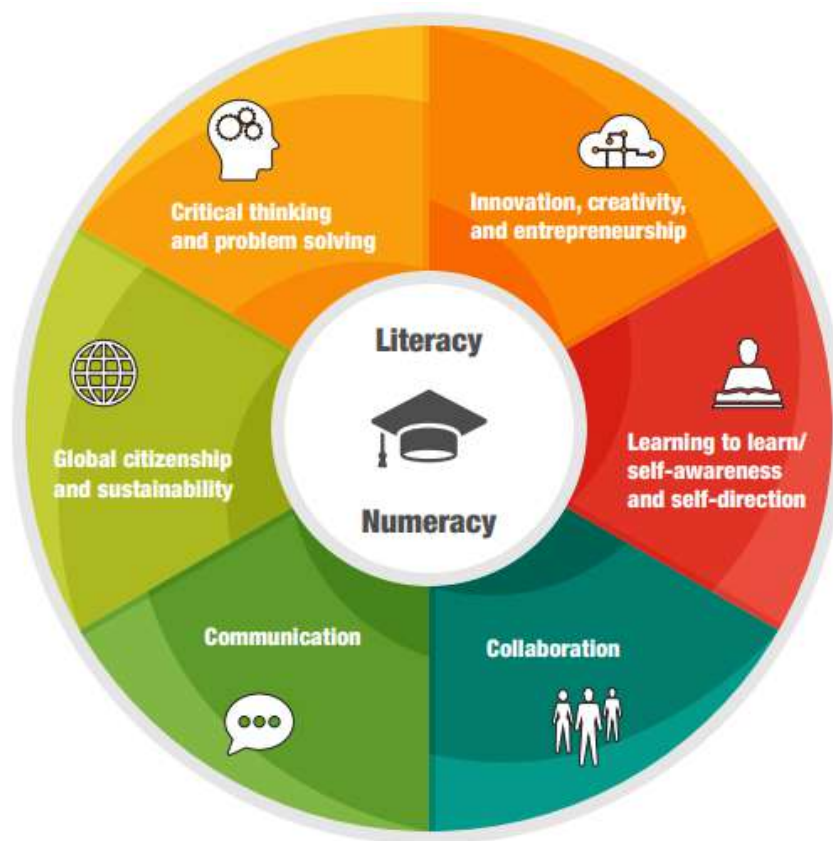 Critical thinking
and problem solving
Innovation, creativity,
and entrepreneurship
Learning to learn/
self-awareness
and self-direction
Collaboration
Communication
Global citizenship
and sustainability
Literacy
Numeracy